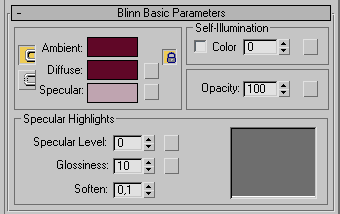 - Blinn Basic Parameters
Self-Illumination
Ambient:
Color 0
Diffuse:
Specular:
Opacity: 100
Specular Highlights
Specular Level: 0
Glossiness: 10
Soften: 0,1